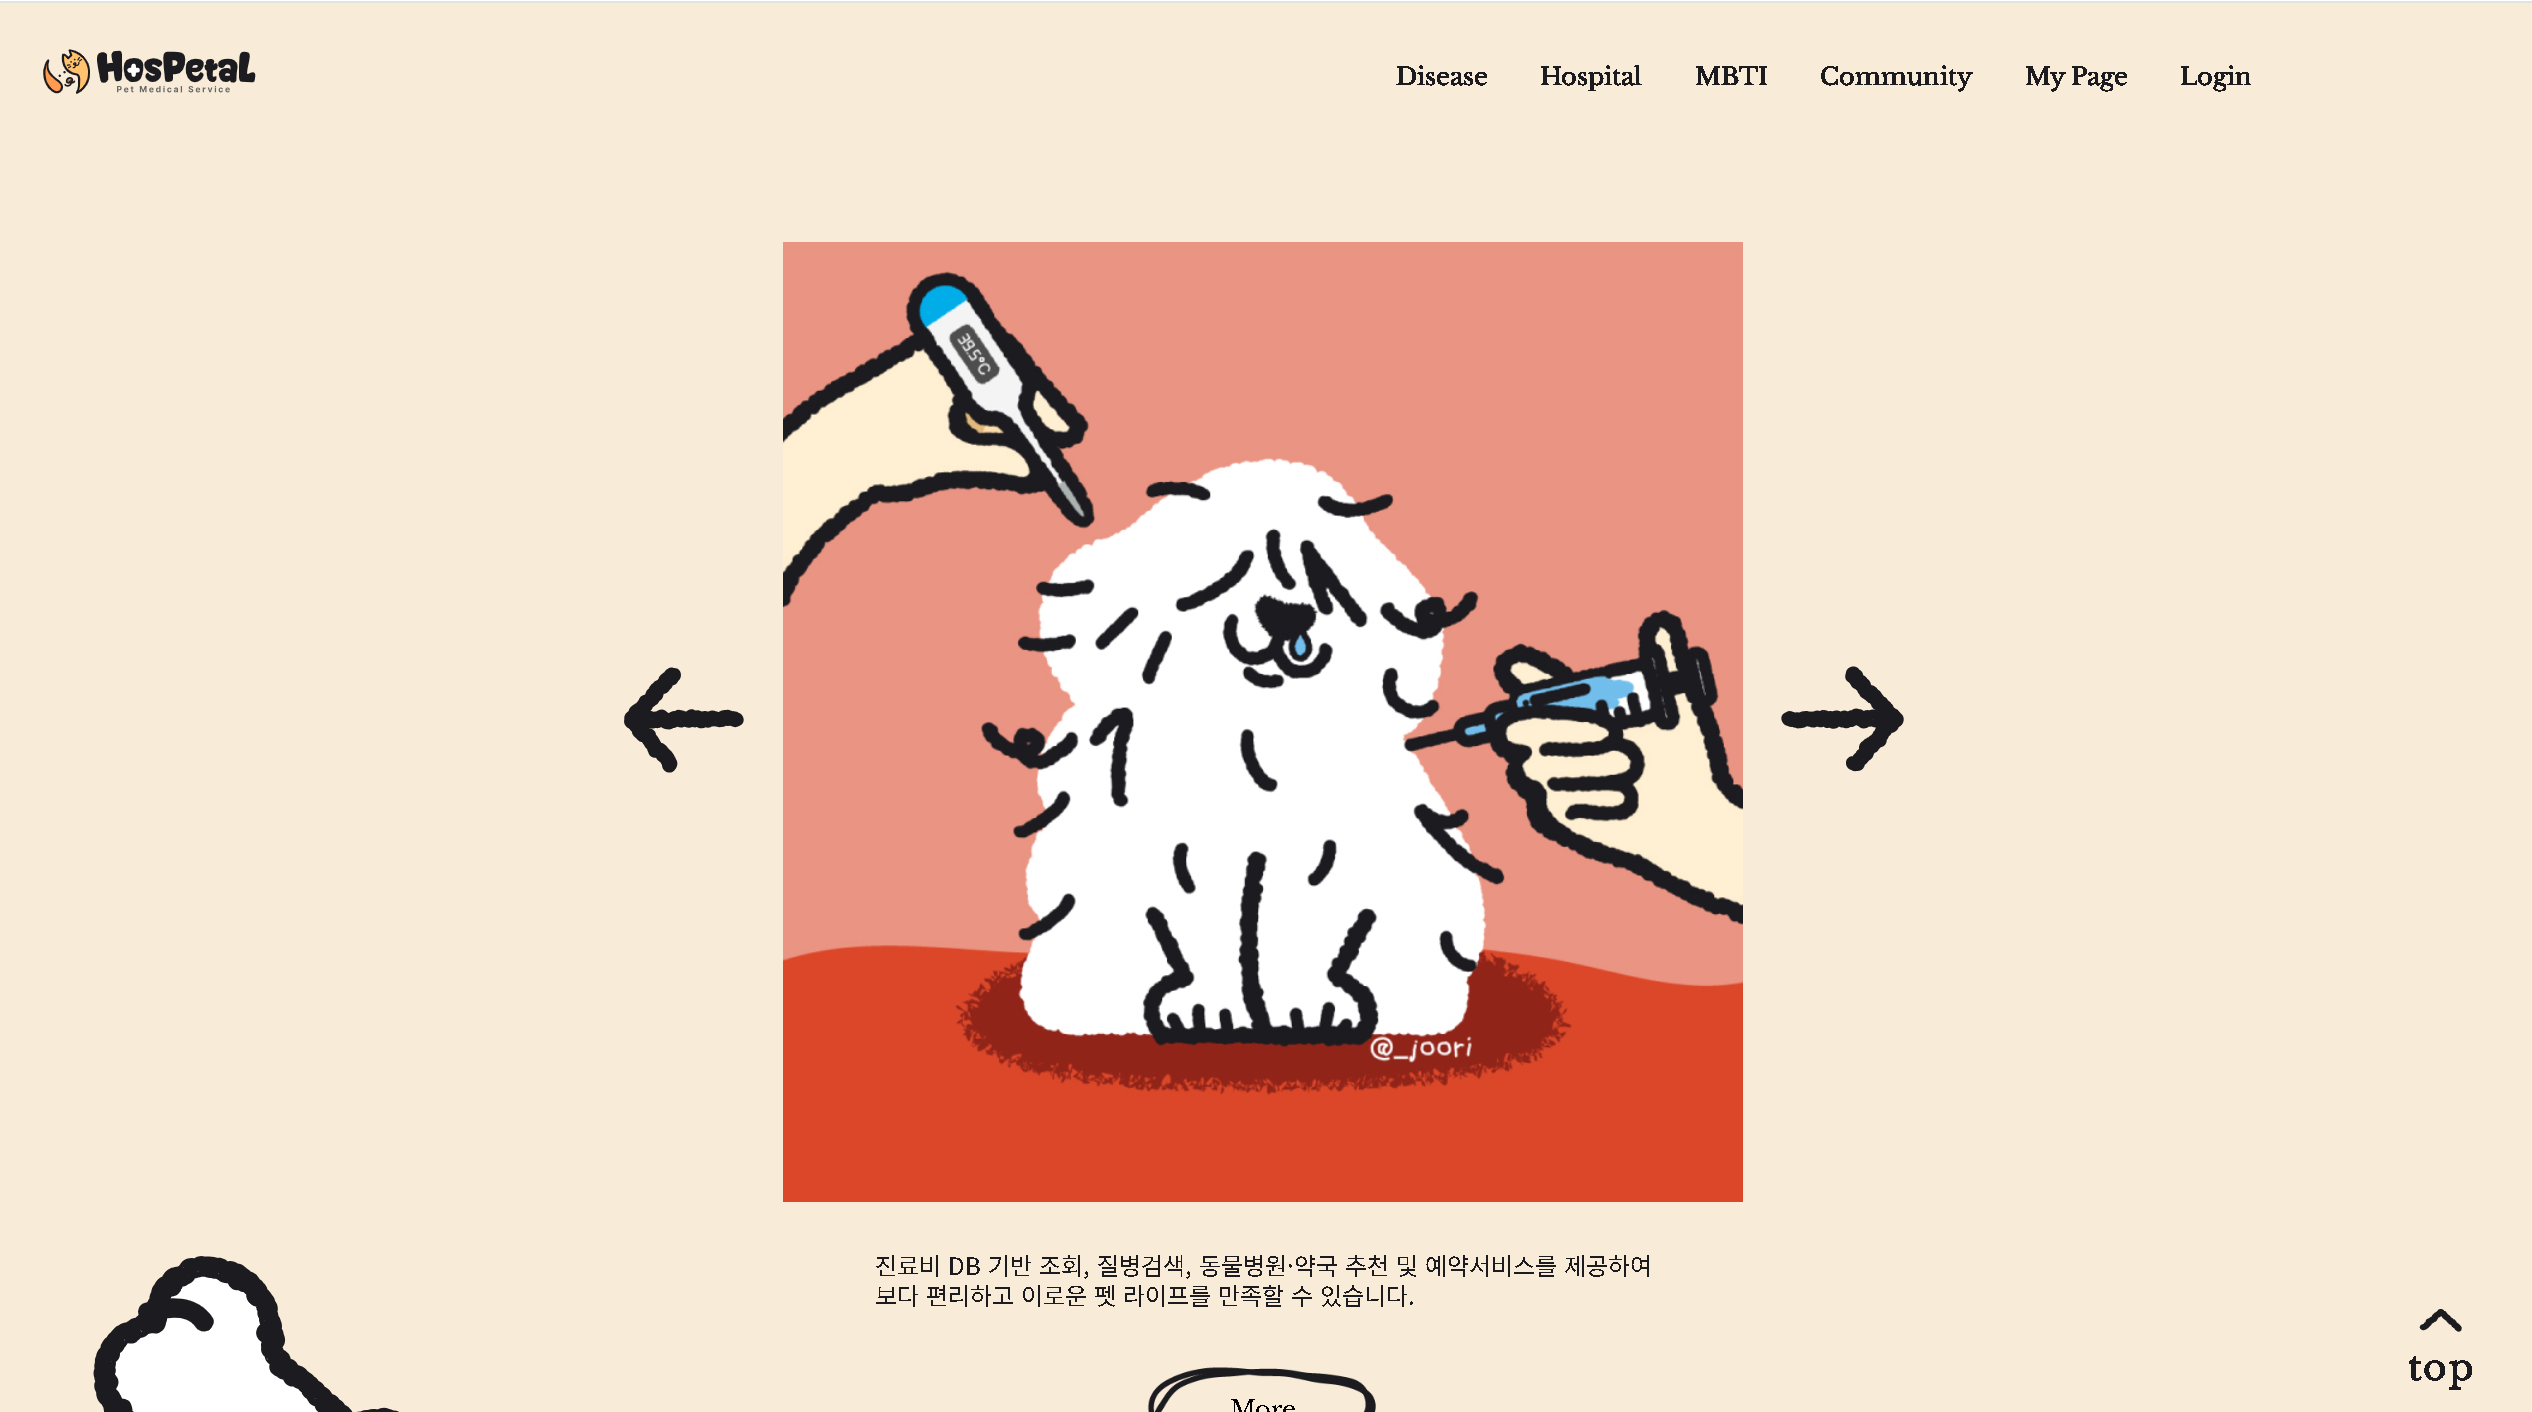 HosPetaL
Pet Medical Service
Disease Hospital MBTI Community My Page Login
39.5°C
@_joori
진료비 DB 기반 조회, 질병검색, 동물병원·약국 추천 및 예약서비스를 제공하여
보다 편리하고 이로운 펫 라이프를 만족할 수 있습니다.
top
More